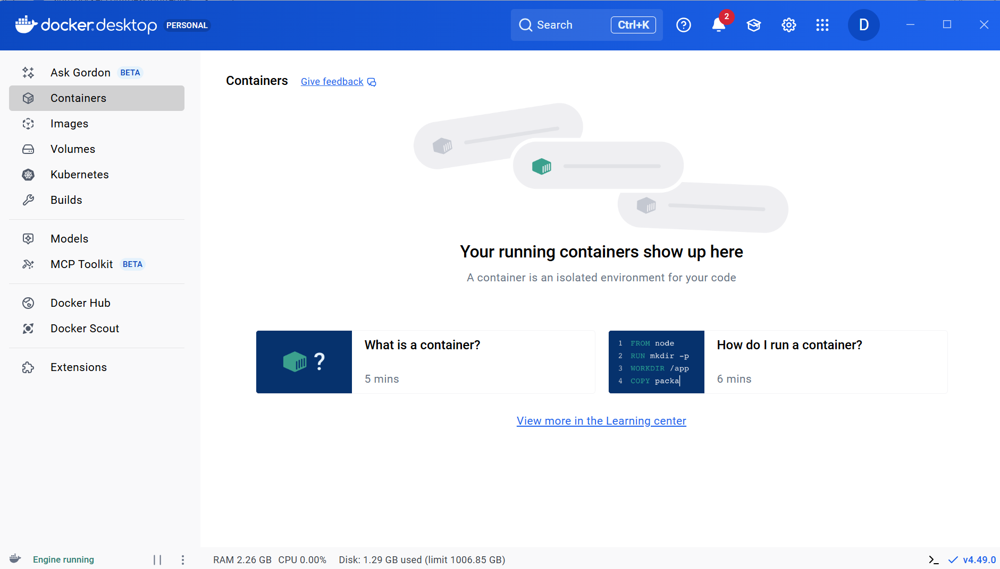 docker desktop PERSONAL
Search Ctrl+K
2
D
Ask Gordon BETA
Containers
Images
Volumes
Kubernetes
Builds
Models
MCP Toolkit BETA
Docker Hub
Docker Scout
Extensions
Containers Give feedback
Your running containers show up here
A container is an isolated environment for your code
?
What is a container?
5 mins
1 FROM node
2 RUN mkdir -p
3 WORKDIR /app
4 COPY packa
How do I run a container?
6 mins
View more in the Learning center
Engine running
RAM 2.26 GB CPU 0.00% Disk: 1.29 GB used (limit 1006.85 GB)
v4.49.0